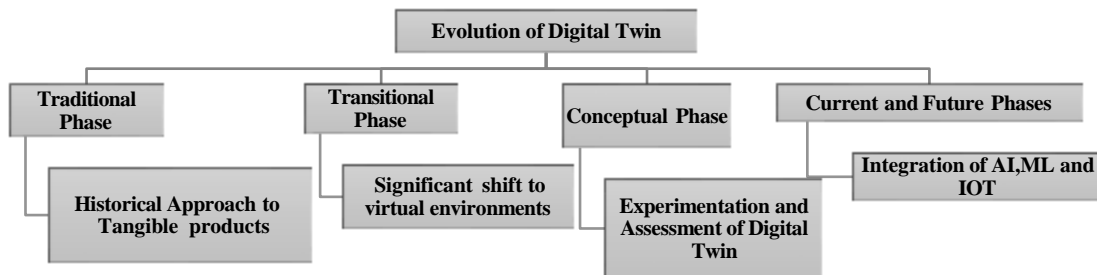 Evolution of Digital Twin
Traditional
Phase
Transitional
Phase
Conceptual Phase
Current and Future Phases
Historical Approach to
Tangible products
Significant shift to
virtual environments
Experimentation and
Assessment of Digital
Twin
Integration of AI,ML and
IOT